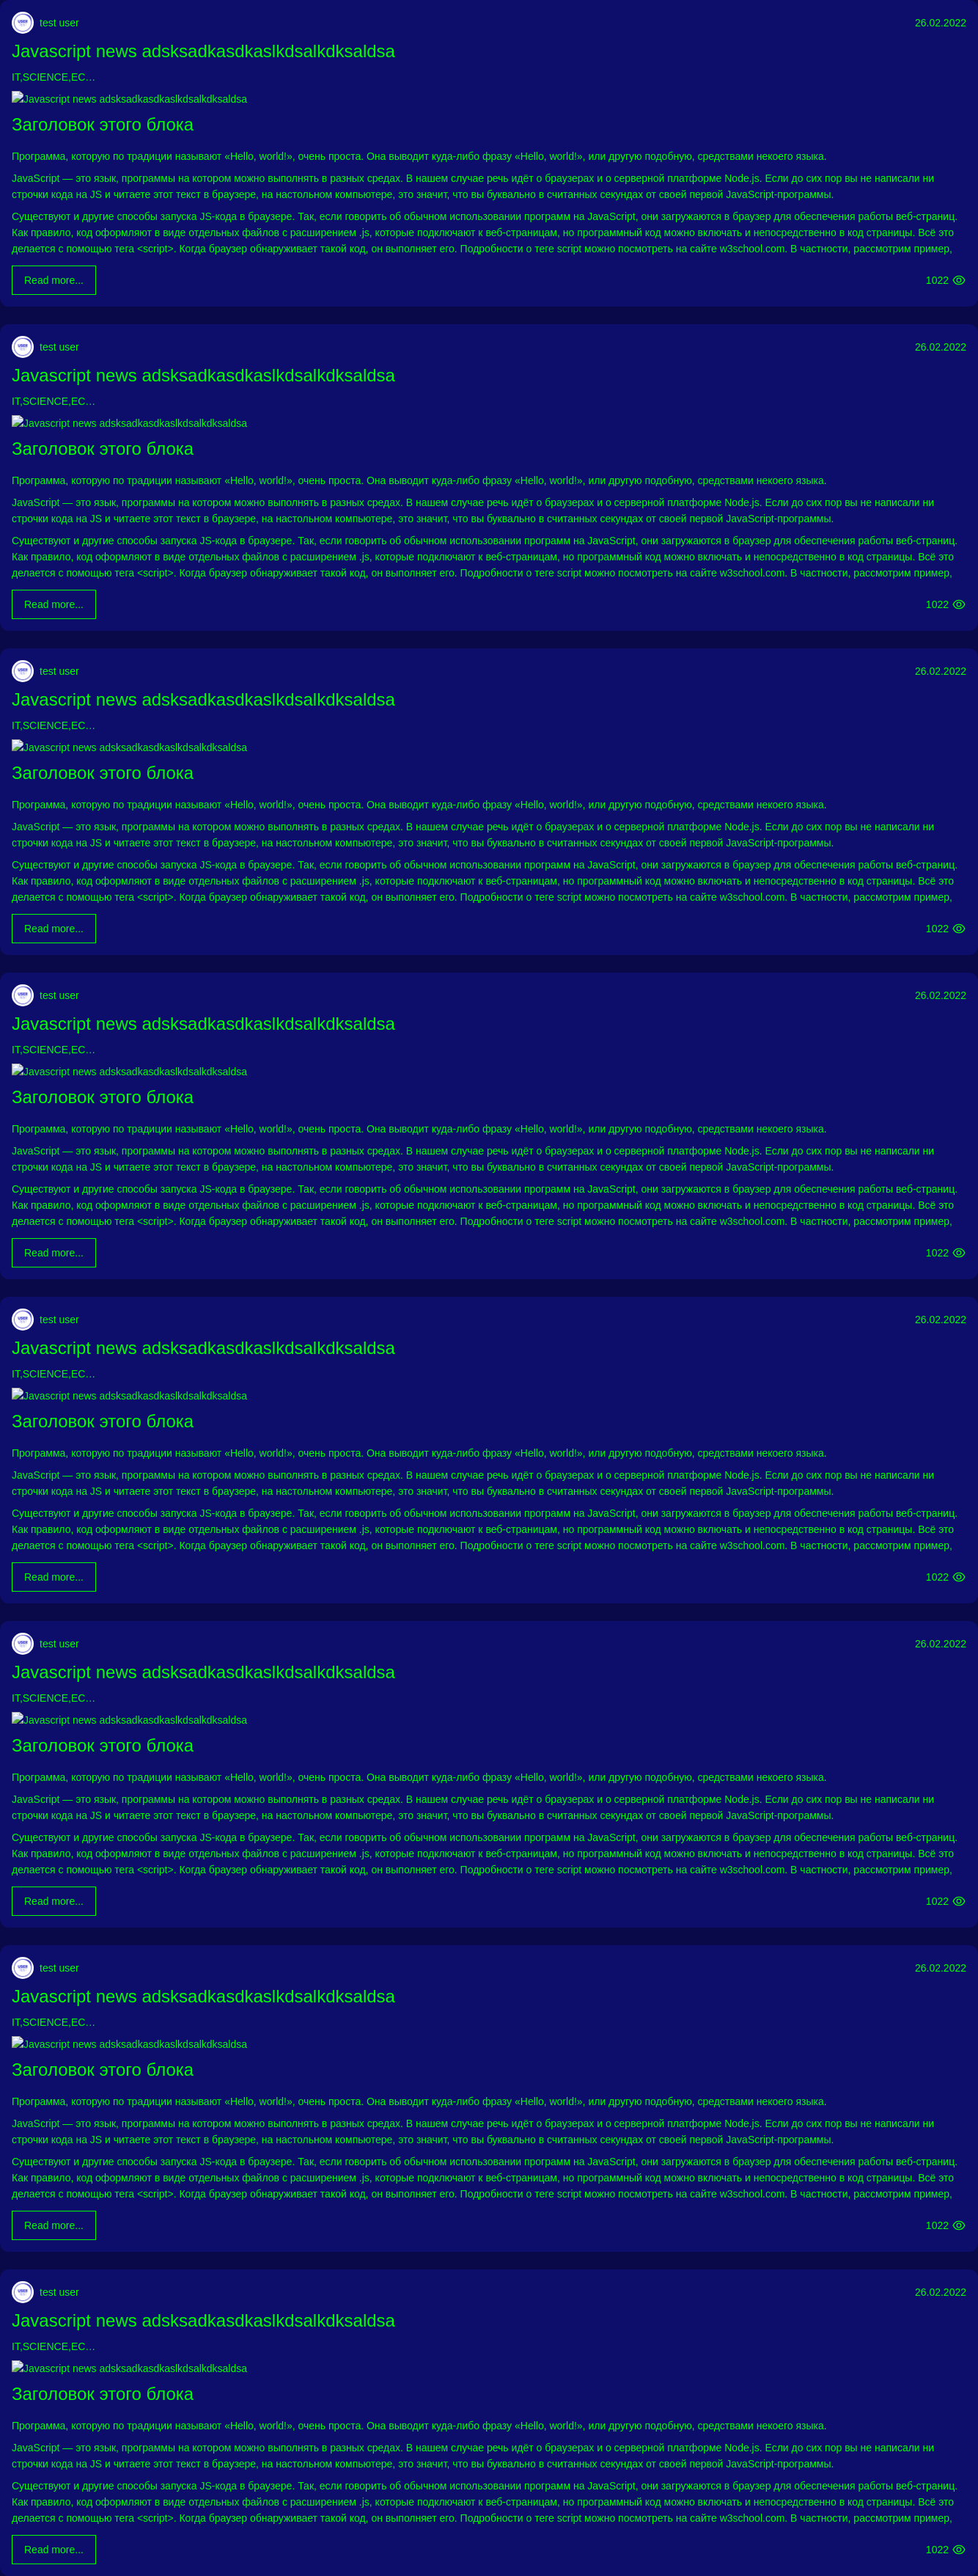 test user
26.02.2022
Javascript news adsksadkasdkaslkdsalkdksaldsa
IT,SCIENCE,EC…
Javascript news adsksadkasdkaslkdsalkdksaldsa
Заголовок этого блока
Программа, которую по традиции называют «Hello, world!», очень проста. Она выводит куда-либо фразу «Hello, world!», или другую подобную, средствами некоего языка.
JavaScript — это язык, программы на котором можно выполнять в разных средах. В нашем случае речь идёт о браузерах и о серверной платформе Node.js. Если до сих пор вы не написали ни
строчки кода на JS и читаете этот текст в браузере, на настольном компьютере, это значит, что вы буквально в считанных секундах от своей первой JavaScript-программы.
Существуют и другие способы запуска JS-кода в браузере. Так, если говорить об обычном использовании программ на JavaScript, они загружаются в браузер для обеспечения работы веб-страниц.
Как правило, код оформляют в виде отдельных файлов с расширением .js, которые подключают к веб-страницам, но программный код можно включать и непосредственно в код страницы. Всё это
делается с помощью тега <script>. Когда браузер обнаруживает такой код, он выполняет его. Подробности о теге script можно посмотреть на сайте w3school.com. В частности, рассмотрим пример,
Read more...
1022
test user
26.02.2022
Javascript news adsksadkasdkaslkdsalkdksaldsa
IT,SCIENCE,EC…
Javascript news adsksadkasdkaslkdsalkdksaldsa
Заголовок этого блока
Программа, которую по традиции называют «Hello, world!», очень проста. Она выводит куда-либо фразу «Hello, world!», или другую подобную, средствами некоего языка.
JavaScript — это язык, программы на котором можно выполнять в разных средах. В нашем случае речь идёт о браузерах и о серверной платформе Node.js. Если до сих пор вы не написали ни
строчки кода на JS и читаете этот текст в браузере, на настольном компьютере, это значит, что вы буквально в считанных секундах от своей первой JavaScript-программы.
Существуют и другие способы запуска JS-кода в браузере. Так, если говорить об обычном использовании программ на JavaScript, они загружаются в браузер для обеспечения работы веб-страниц.
Как правило, код оформляют в виде отдельных файлов с расширением .js, которые подключают к веб-страницам, но программный код можно включать и непосредственно в код страницы. Всё это
делается с помощью тега <script>. Когда браузер обнаруживает такой код, он выполняет его. Подробности о теге script можно посмотреть на сайте w3school.com. В частности, рассмотрим пример,
Read more...
1022
test user
26.02.2022
Javascript news adsksadkasdkaslkdsalkdksaldsa
IT,SCIENCE,EC…
Javascript news adsksadkasdkaslkdsalkdksaldsa
Заголовок этого блока
Программа, которую по традиции называют «Hello, world!», очень проста. Она выводит куда-либо фразу «Hello, world!», или другую подобную, средствами некоего языка.
JavaScript — это язык, программы на котором можно выполнять в разных средах. В нашем случае речь идёт о браузерах и о серверной платформе Node.js. Если до сих пор вы не написали ни
строчки кода на JS и читаете этот текст в браузере, на настольном компьютере, это значит, что вы буквально в считанных секундах от своей первой JavaScript-программы.
Существуют и другие способы запуска JS-кода в браузере. Так, если говорить об обычном использовании программ на JavaScript, они загружаются в браузер для обеспечения работы веб-страниц.
Как правило, код оформляют в виде отдельных файлов с расширением .js, которые подключают к веб-страницам, но программный код можно включать и непосредственно в код страницы. Всё это
делается с помощью тега <script>. Когда браузер обнаруживает такой код, он выполняет его. Подробности о теге script можно посмотреть на сайте w3school.com. В частности, рассмотрим пример,
Read more...
1022
test user
26.02.2022
Javascript news adsksadkasdkaslkdsalkdksaldsa
IT,SCIENCE,EC…
Javascript news adsksadkasdkaslkdsalkdksaldsa
Заголовок этого блока
Программа, которую по традиции называют «Hello, world!», очень проста. Она выводит куда-либо фразу «Hello, world!», или другую подобную, средствами некоего языка.
JavaScript — это язык, программы на котором можно выполнять в разных средах. В нашем случае речь идёт о браузерах и о серверной платформе Node.js. Если до сих пор вы не написали ни
строчки кода на JS и читаете этот текст в браузере, на настольном компьютере, это значит, что вы буквально в считанных секундах от своей первой JavaScript-программы.
Существуют и другие способы запуска JS-кода в браузере. Так, если говорить об обычном использовании программ на JavaScript, они загружаются в браузер для обеспечения работы веб-страниц.
Как правило, код оформляют в виде отдельных файлов с расширением .js, которые подключают к веб-страницам, но программный код можно включать и непосредственно в код страницы. Всё это
делается с помощью тега <script>. Когда браузер обнаруживает такой код, он выполняет его. Подробности о теге script можно посмотреть на сайте w3school.com. В частности, рассмотрим пример,
Read more...
1022
test user
26.02.2022
Javascript news adsksadkasdkaslkdsalkdksaldsa
IT,SCIENCE,EC…
Javascript news adsksadkasdkaslkdsalkdksaldsa
Заголовок этого блока
Программа, которую по традиции называют «Hello, world!», очень проста. Она выводит куда-либо фразу «Hello, world!», или другую подобную, средствами некоего языка.
JavaScript — это язык, программы на котором можно выполнять в разных средах. В нашем случае речь идёт о браузерах и о серверной платформе Node.js. Если до сих пор вы не написали ни
строчки кода на JS и читаете этот текст в браузере, на настольном компьютере, это значит, что вы буквально в считанных секундах от своей первой JavaScript-программы.
Существуют и другие способы запуска JS-кода в браузере. Так, если говорить об обычном использовании программ на JavaScript, они загружаются в браузер для обеспечения работы веб-страниц.
Как правило, код оформляют в виде отдельных файлов с расширением .js, которые подключают к веб-страницам, но программный код можно включать и непосредственно в код страницы. Всё это
делается с помощью тега <script>. Когда браузер обнаруживает такой код, он выполняет его. Подробности о теге script можно посмотреть на сайте w3school.com. В частности, рассмотрим пример,
Read more...
1022
test user
26.02.2022
Javascript news adsksadkasdkaslkdsalkdksaldsa
IT,SCIENCE,EC…
Javascript news adsksadkasdkaslkdsalkdksaldsa
Заголовок этого блока
Программа, которую по традиции называют «Hello, world!», очень проста. Она выводит куда-либо фразу «Hello, world!», или другую подобную, средствами некоего языка.
JavaScript — это язык, программы на котором можно выполнять в разных средах. В нашем случае речь идёт о браузерах и о серверной платформе Node.js. Если до сих пор вы не написали ни
строчки кода на JS и читаете этот текст в браузере, на настольном компьютере, это значит, что вы буквально в считанных секундах от своей первой JavaScript-программы.
Существуют и другие способы запуска JS-кода в браузере. Так, если говорить об обычном использовании программ на JavaScript, они загружаются в браузер для обеспечения работы веб-страниц.
Как правило, код оформляют в виде отдельных файлов с расширением .js, которые подключают к веб-страницам, но программный код можно включать и непосредственно в код страницы. Всё это
делается с помощью тега <script>. Когда браузер обнаруживает такой код, он выполняет его. Подробности о теге script можно посмотреть на сайте w3school.com. В частности, рассмотрим пример,
Read more...
1022
test user
26.02.2022
Javascript news adsksadkasdkaslkdsalkdksaldsa
IT,SCIENCE,EC…
Javascript news adsksadkasdkaslkdsalkdksaldsa
Заголовок этого блока
Программа, которую по традиции называют «Hello, world!», очень проста. Она выводит куда-либо фразу «Hello, world!», или другую подобную, средствами некоего языка.
JavaScript — это язык, программы на котором можно выполнять в разных средах. В нашем случае речь идёт о браузерах и о серверной платформе Node.js. Если до сих пор вы не написали ни
строчки кода на JS и читаете этот текст в браузере, на настольном компьютере, это значит, что вы буквально в считанных секундах от своей первой JavaScript-программы.
Существуют и другие способы запуска JS-кода в браузере. Так, если говорить об обычном использовании программ на JavaScript, они загружаются в браузер для обеспечения работы веб-страниц.
Как правило, код оформляют в виде отдельных файлов с расширением .js, которые подключают к веб-страницам, но программный код можно включать и непосредственно в код страницы. Всё это
делается с помощью тега <script>. Когда браузер обнаруживает такой код, он выполняет его. Подробности о теге script можно посмотреть на сайте w3school.com. В частности, рассмотрим пример,
Read more...
1022
test user
26.02.2022
Javascript news adsksadkasdkaslkdsalkdksaldsa
IT,SCIENCE,EC…
Javascript news adsksadkasdkaslkdsalkdksaldsa
Заголовок этого блока
Программа, которую по традиции называют «Hello, world!», очень проста. Она выводит куда-либо фразу «Hello, world!», или другую подобную, средствами некоего языка.
JavaScript — это язык, программы на котором можно выполнять в разных средах. В нашем случае речь идёт о браузерах и о серверной платформе Node.js. Если до сих пор вы не написали ни
строчки кода на JS и читаете этот текст в браузере, на настольном компьютере, это значит, что вы буквально в считанных секундах от своей первой JavaScript-программы.
Существуют и другие способы запуска JS-кода в браузере. Так, если говорить об обычном использовании программ на JavaScript, они загружаются в браузер для обеспечения работы веб-страниц.
Как правило, код оформляют в виде отдельных файлов с расширением .js, которые подключают к веб-страницам, но программный код можно включать и непосредственно в код страницы. Всё это
делается с помощью тега <script>. Когда браузер обнаруживает такой код, он выполняет его. Подробности о теге script можно посмотреть на сайте w3school.com. В частности, рассмотрим пример,
Read more...
1022